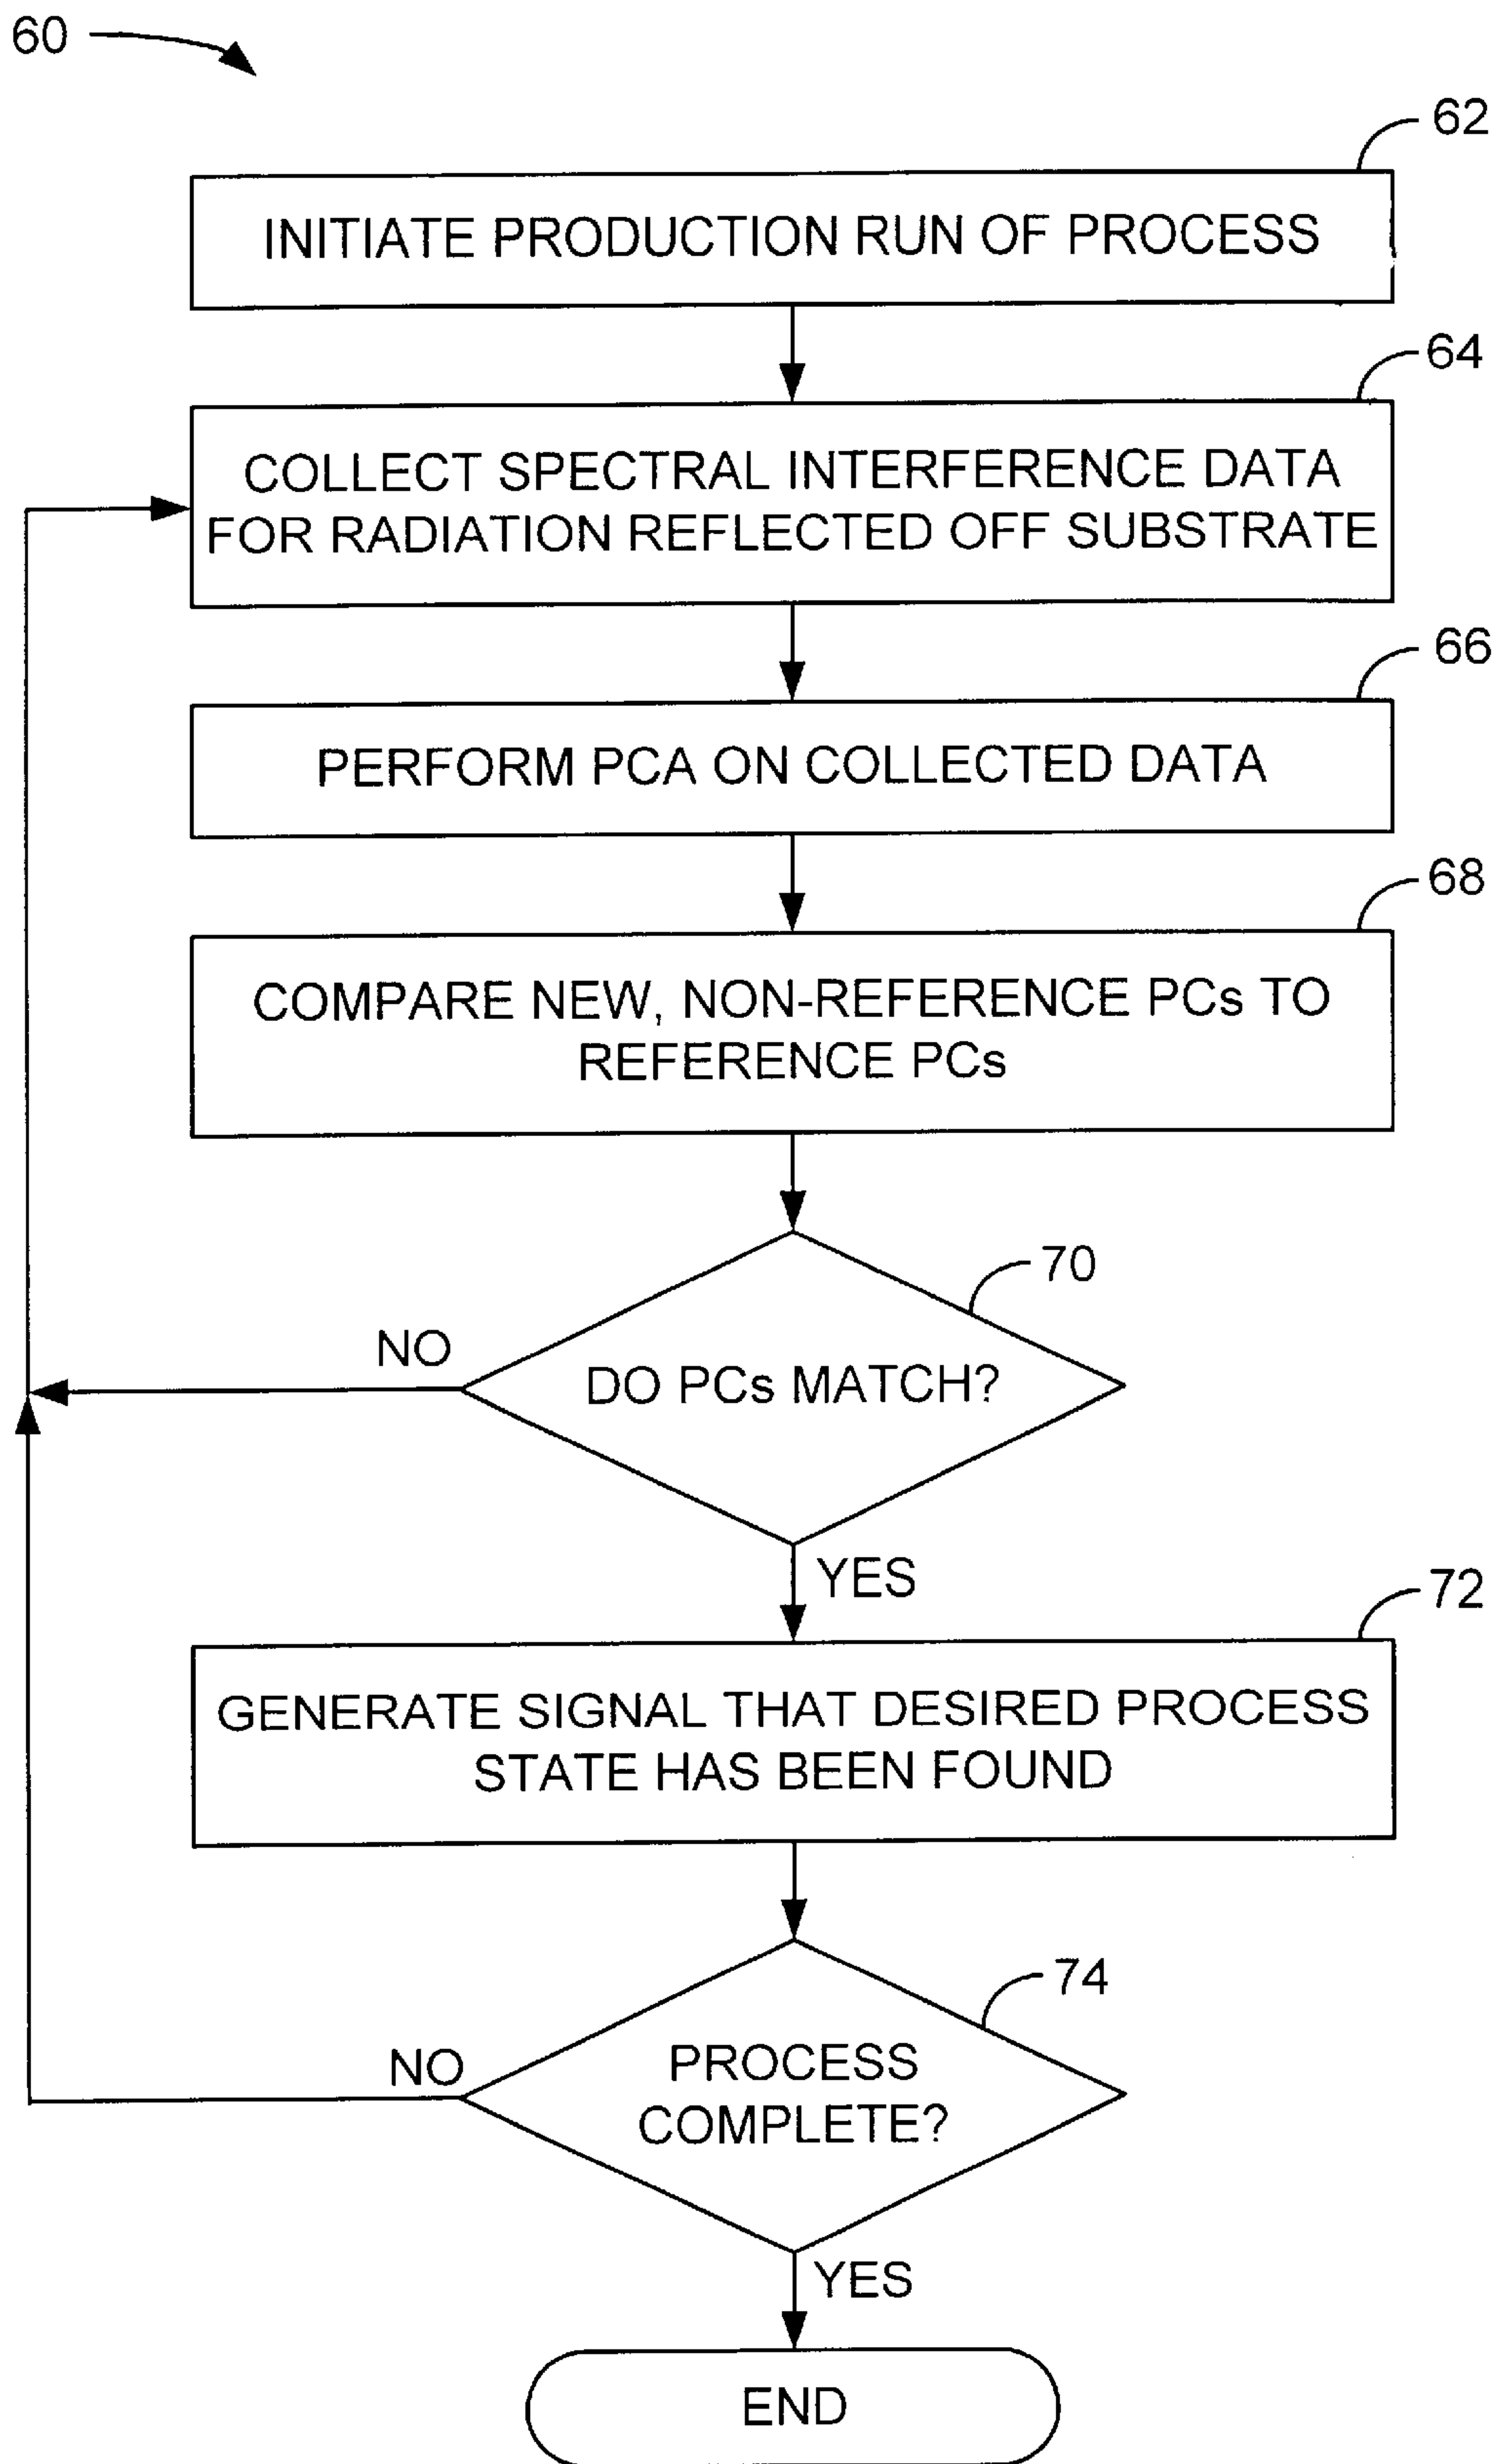 60
62
INITIATE PRODUCTION RUN OF PROCESS
64
COLLECT SPECTRAL INTERFERENCE DATA
FOR RADIATION REFLECTED OFF SUBSTRATE
66
PERFORM PCA ON COLLECTED DATA
68
COMPARE NEW, NON-REFERENCE PCs TO
REFERENCE PCs
70
NO
DO PCs MATCH?
YES
72
GENERATE SIGNAL THAT DESIRED PROCESS
STATE HAS BEEN FOUND
74
NO
PROCESS
COMPLETE?
YES
END